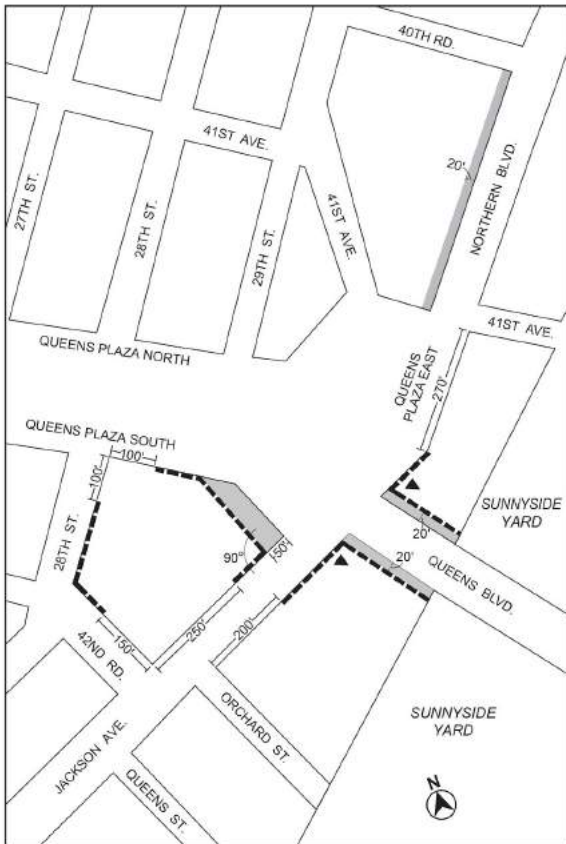 40TH RD.
41ST AVE.
20'
NORTHERN BLVD.
27TH ST.
28TH ST.
29TH ST.
41ST AVE.
41ST AVE.
QUEENS PLAZA NORTH
QUEENS
PLAZA EAST
270'
QUEENS PLAZA SOUTH
100'
100'
28TH ST.
90°
50'
20'
SUNNYSIDE
YARD
20'
QUEENS BLVD.
150'
250'
200'
42ND RD.
ORCHARD ST.
SUNNYSIDE
YARD
JACKSON AVE.
QUEENS ST.
N